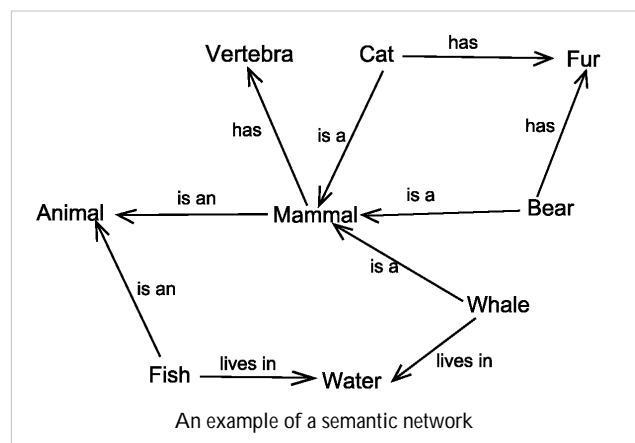 Vertebra
Cat
has
Fur
has
is a
has
Animal
is an
Mammal
is a
Bear
is a
is an
Whale
Fish
lives in
Water
lives in
An example of a semantic network